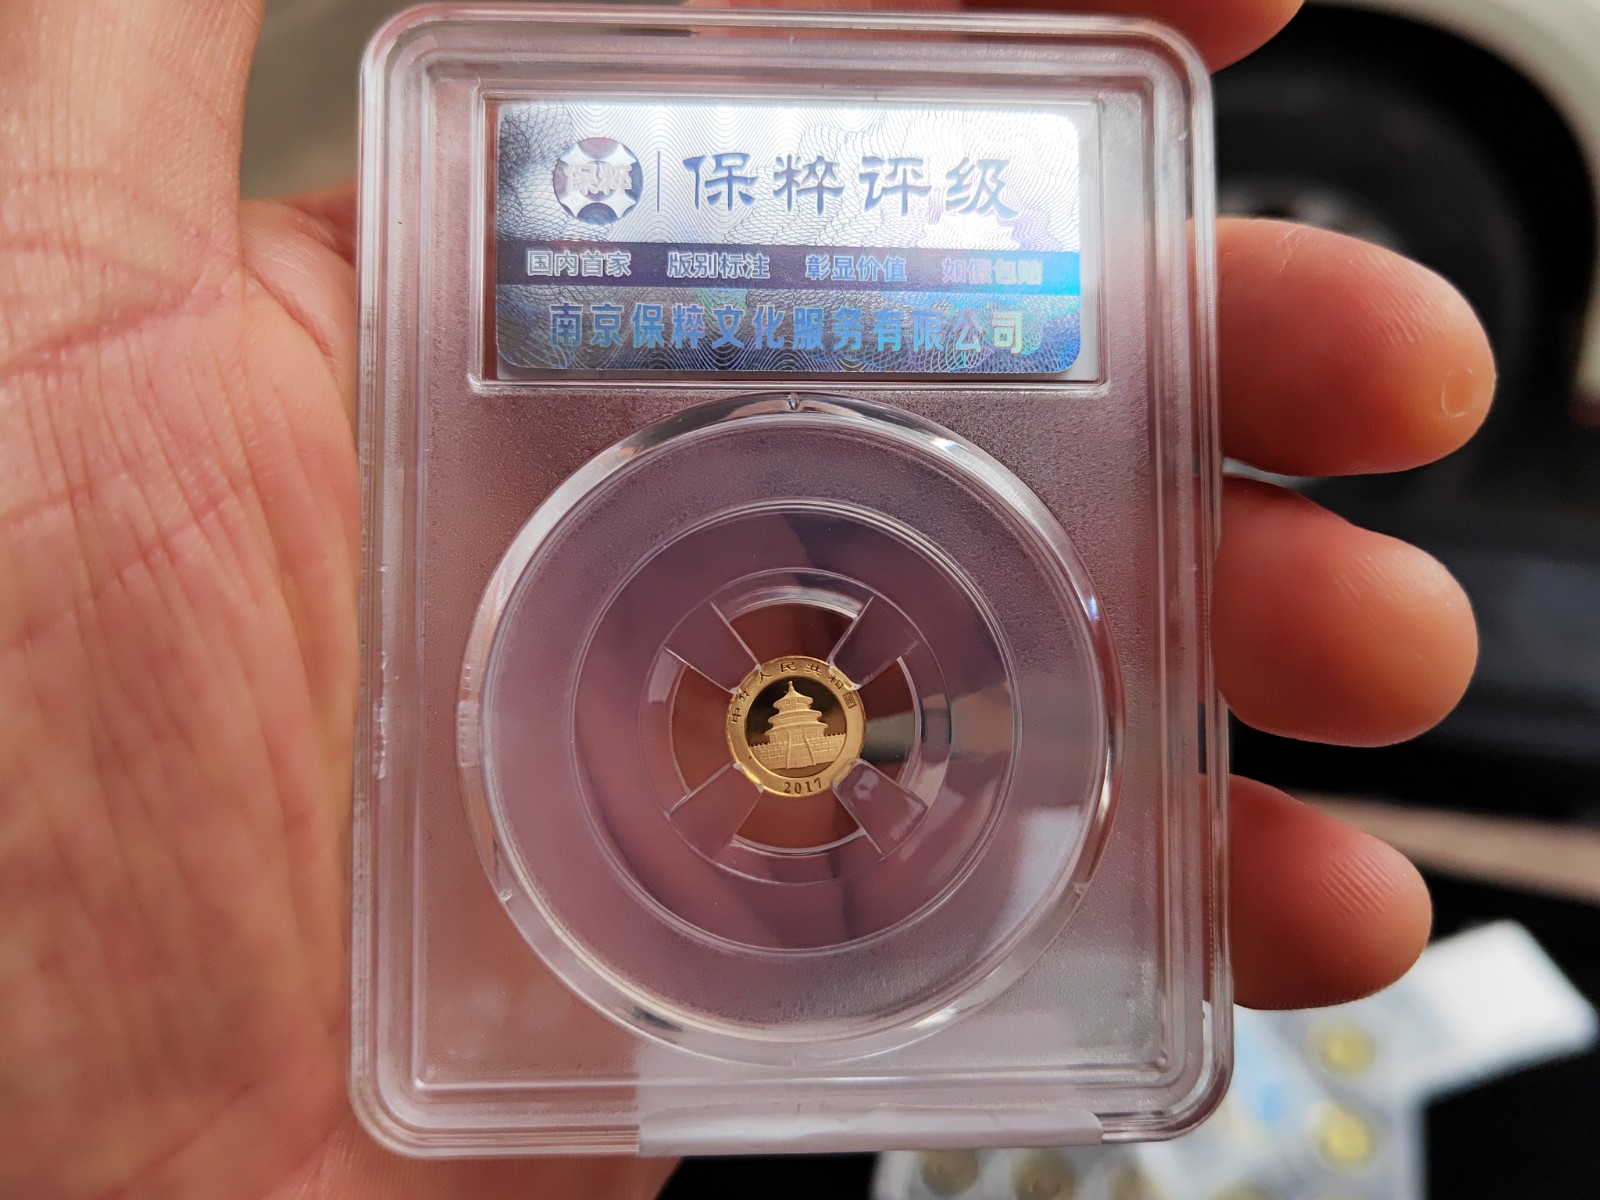 保粹
保粹评级
国内首家 版别标注 彰显价值 如假包赔
南京保粹文化服务有限公司
中华人民共和国
2017